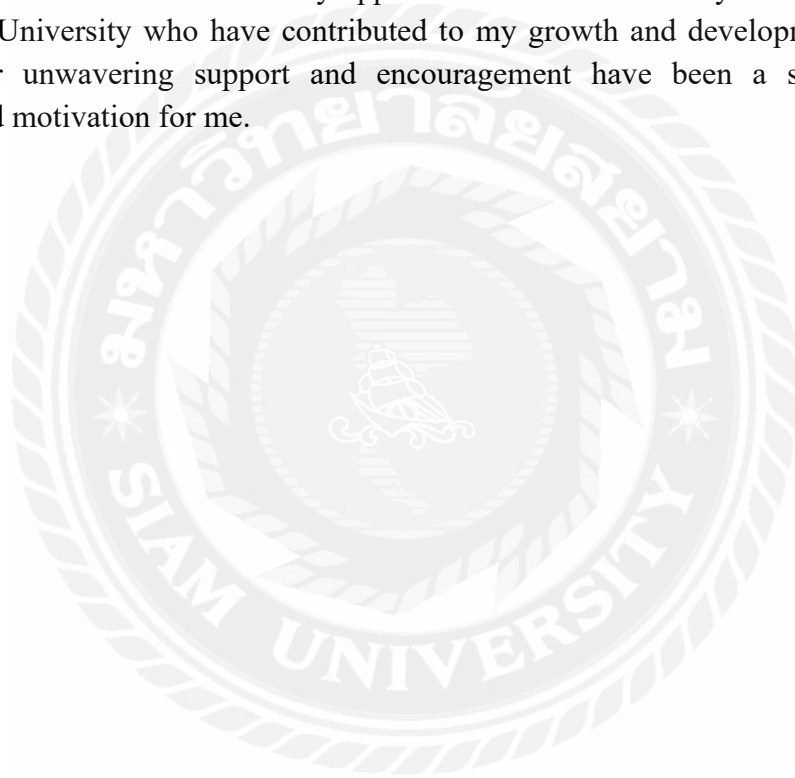 University who have contributed to my growth and developm
unwavering support and encouragement have been a s
motivation for me.
มหาวิทยาลัยสยาม
SIAM UNIVERSITY